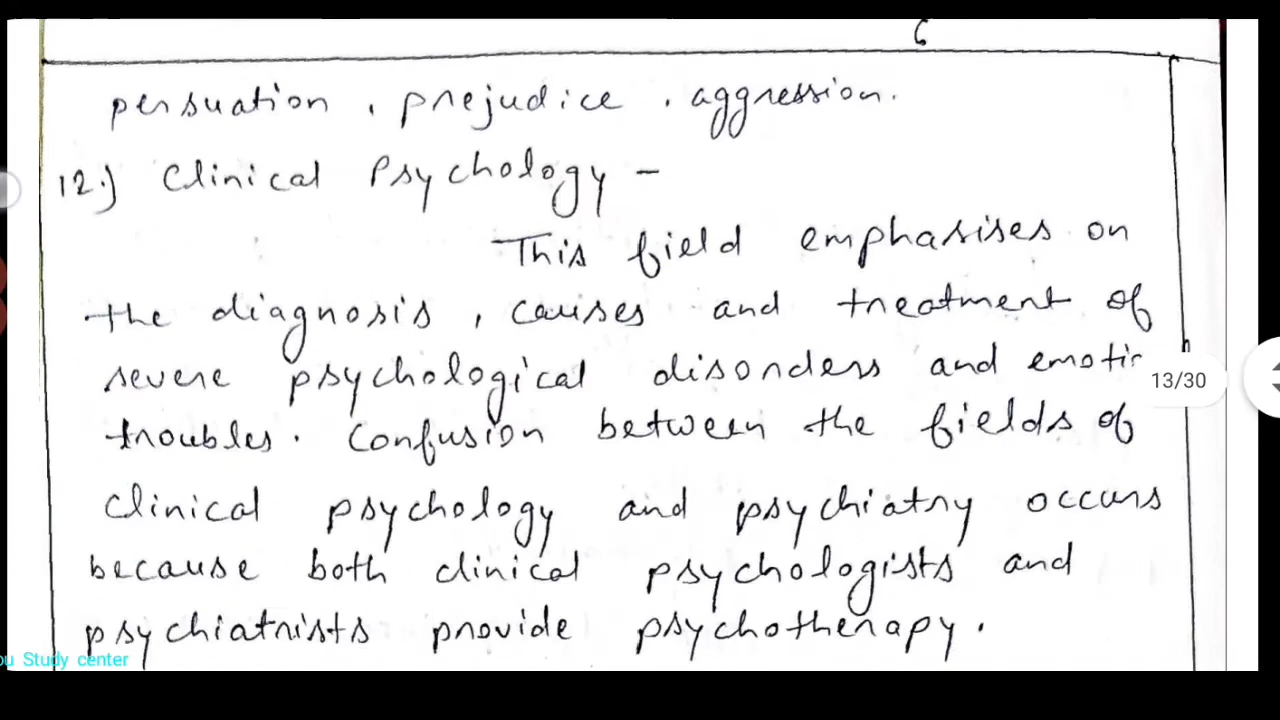 6
persuation , prejudice , aggression.
12.) Clinical Psychology -
This field emphasises on
the diagnosis , causes and treatment of
severe psychological disorders and emotio
13/30
troubles. Confusion between the fields of
clinical psychology and psychiatry occurs
because both clinical psychologists and
psychiatrists provide psychotherapy.
ou Study center